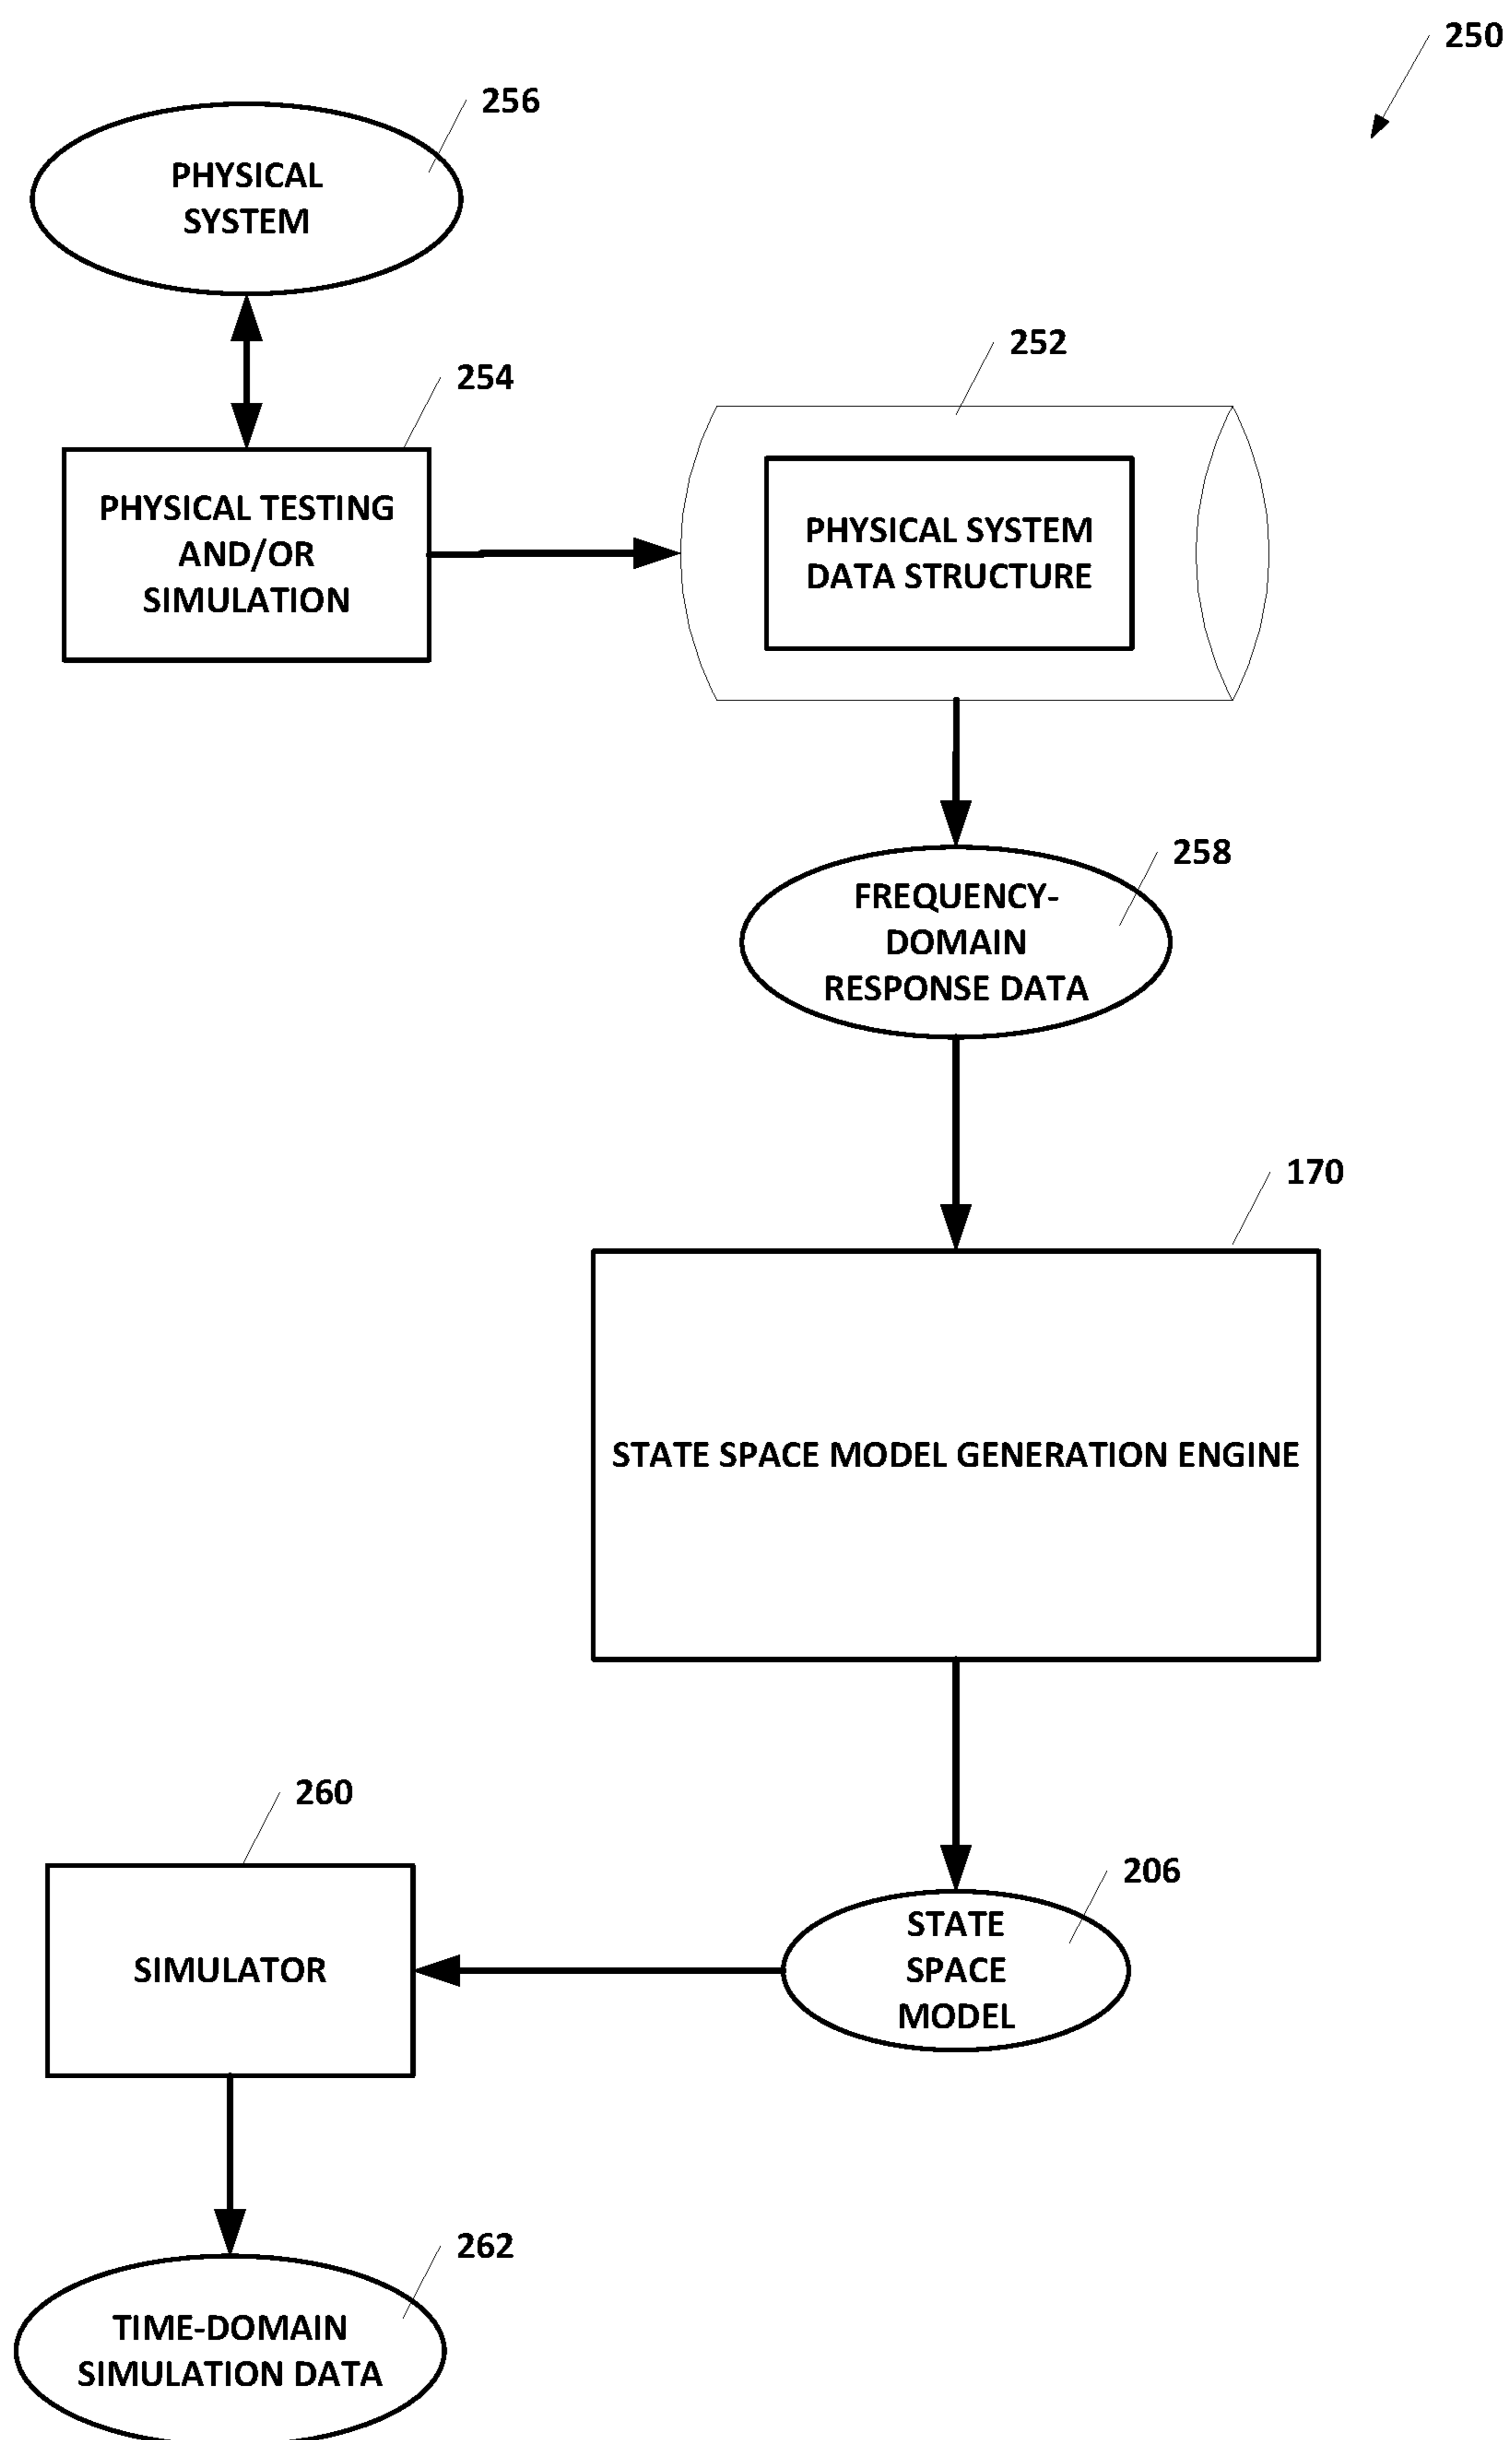 250
256
PHYSICAL
SYSTEM
252
254
PHYSICAL TESTING
AND/OR
SIMULATION
PHYSICAL SYSTEM
DATA STRUCTURE
258
FREQUENCY-
DOMAIN
RESPONSE DATA
170
STATE SPACE MODEL GENERATION ENGINE
260
206
STATE
SPACE
MODEL
SIMULATOR
262
TIME-DOMAIN
SIMULATION DATA